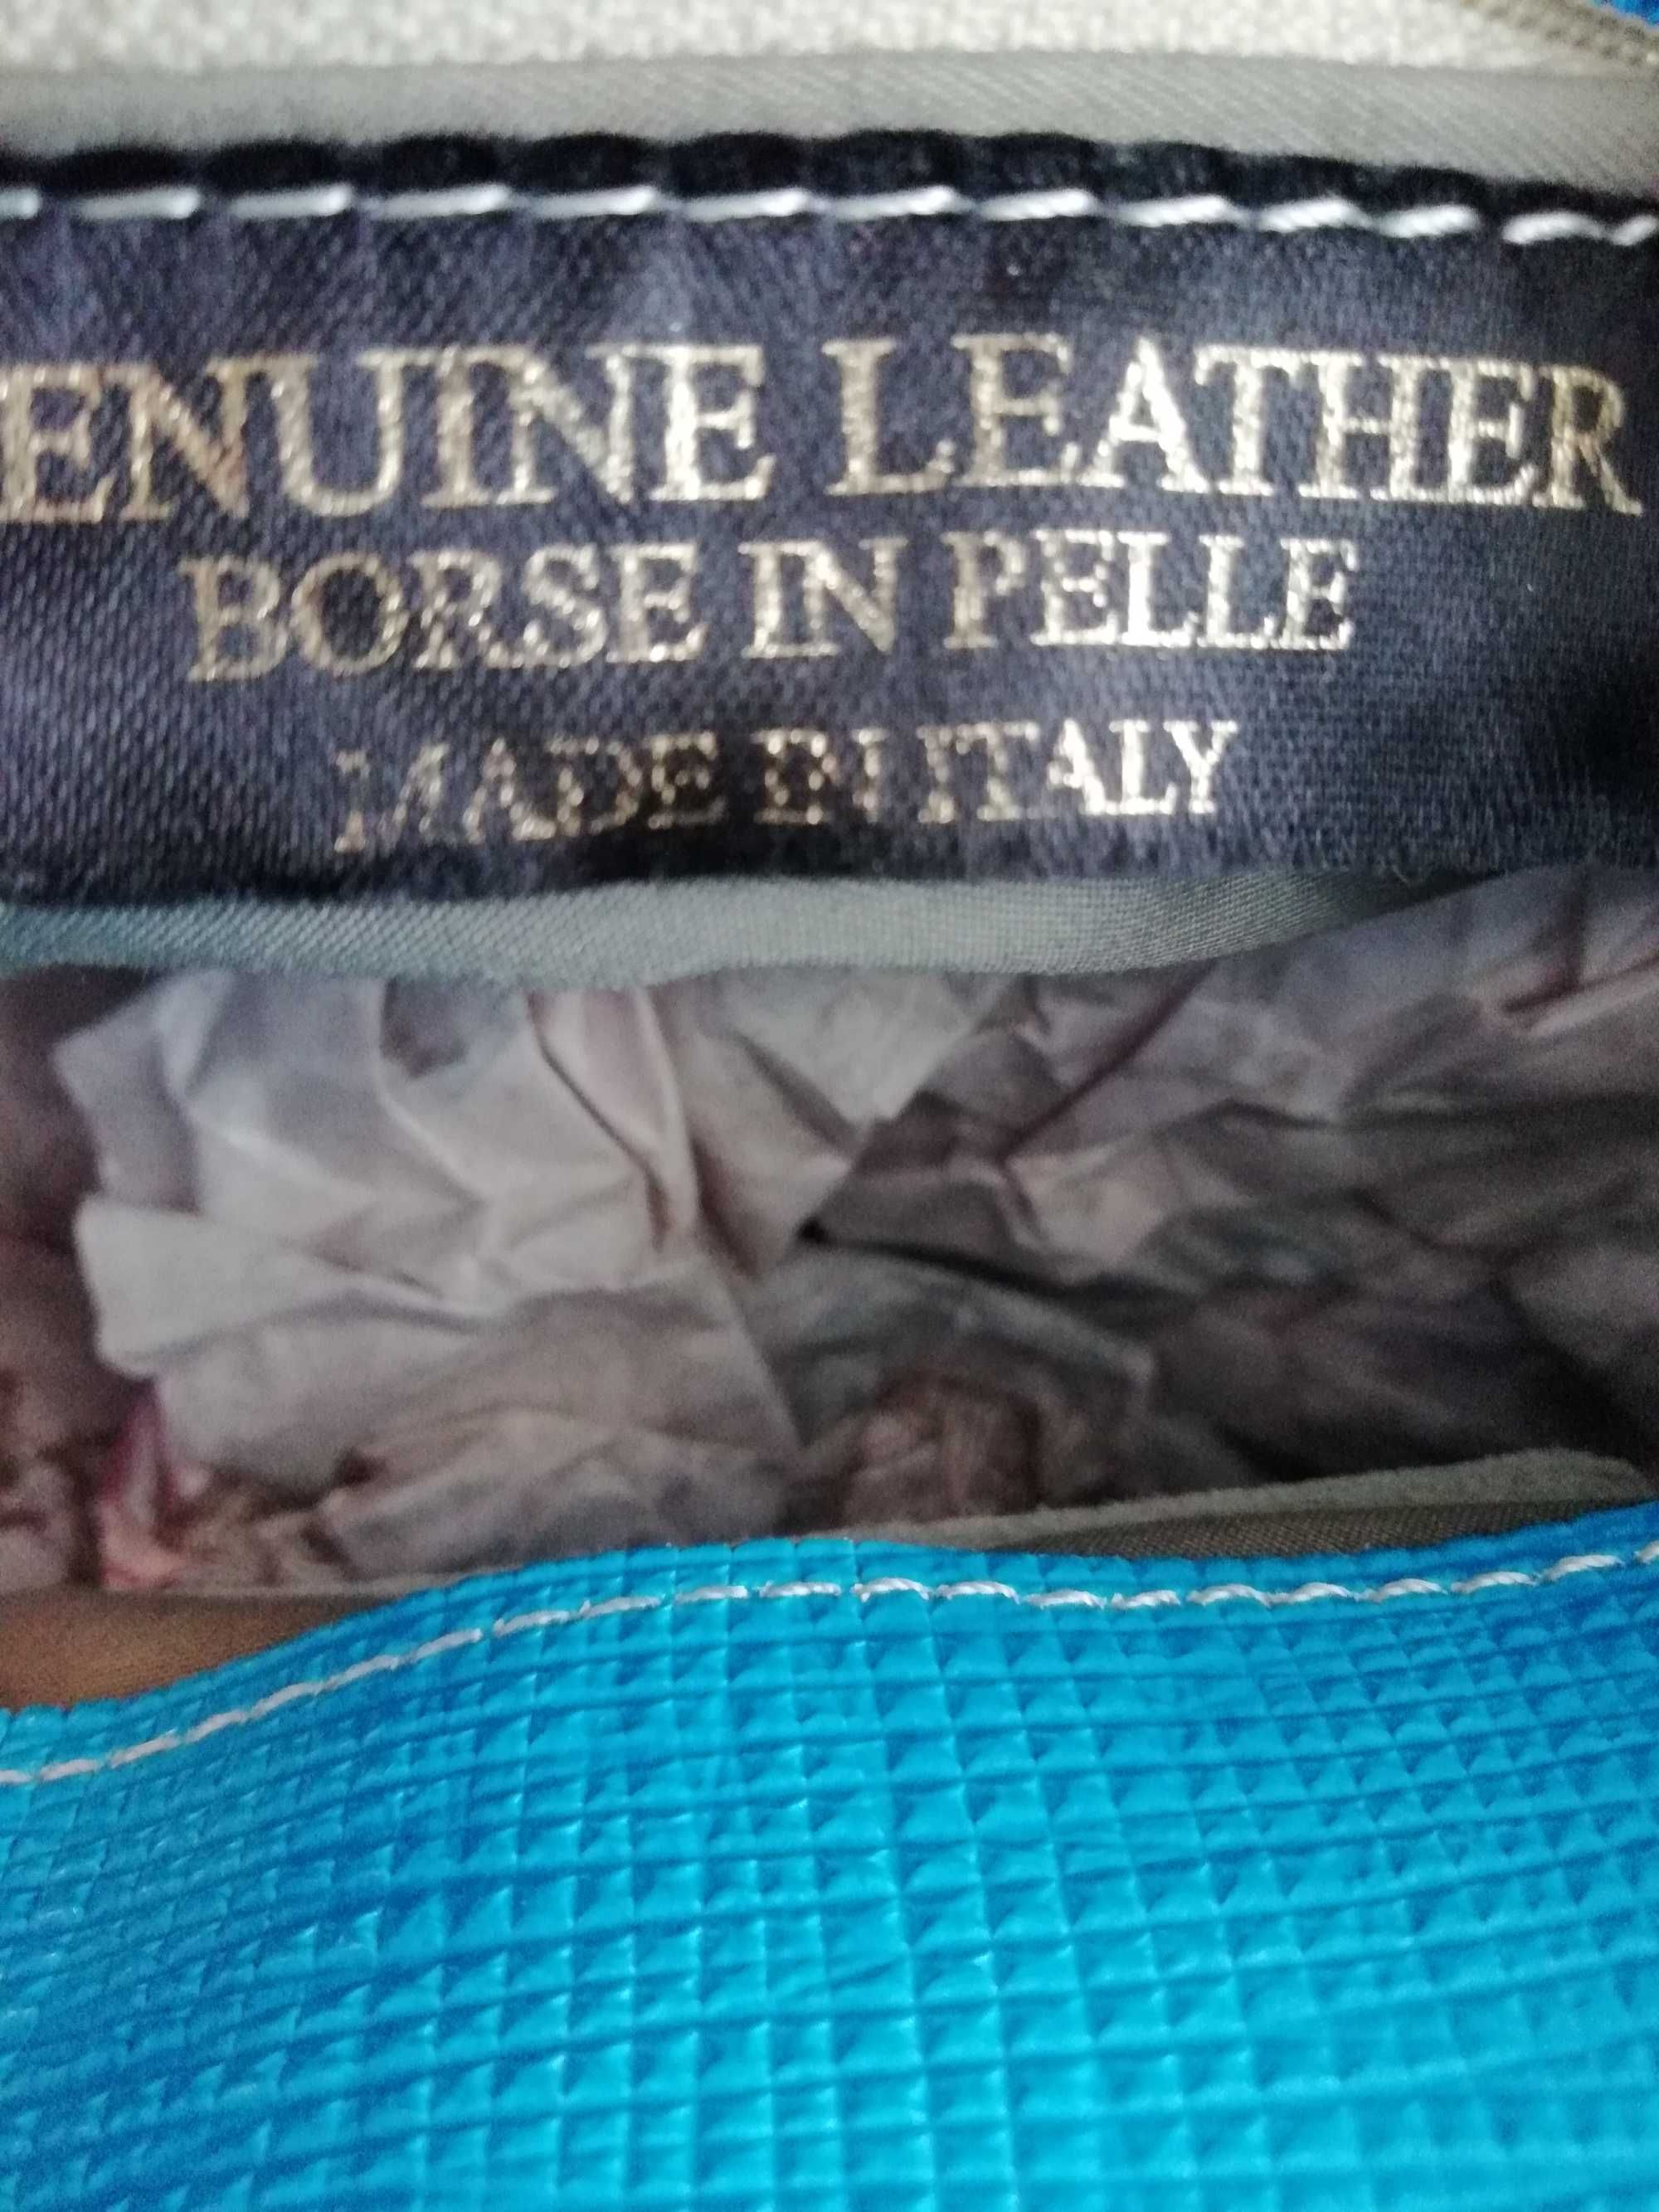 ENUINE LEATHER
BORSE IN PELLE
MADE IN ITALY